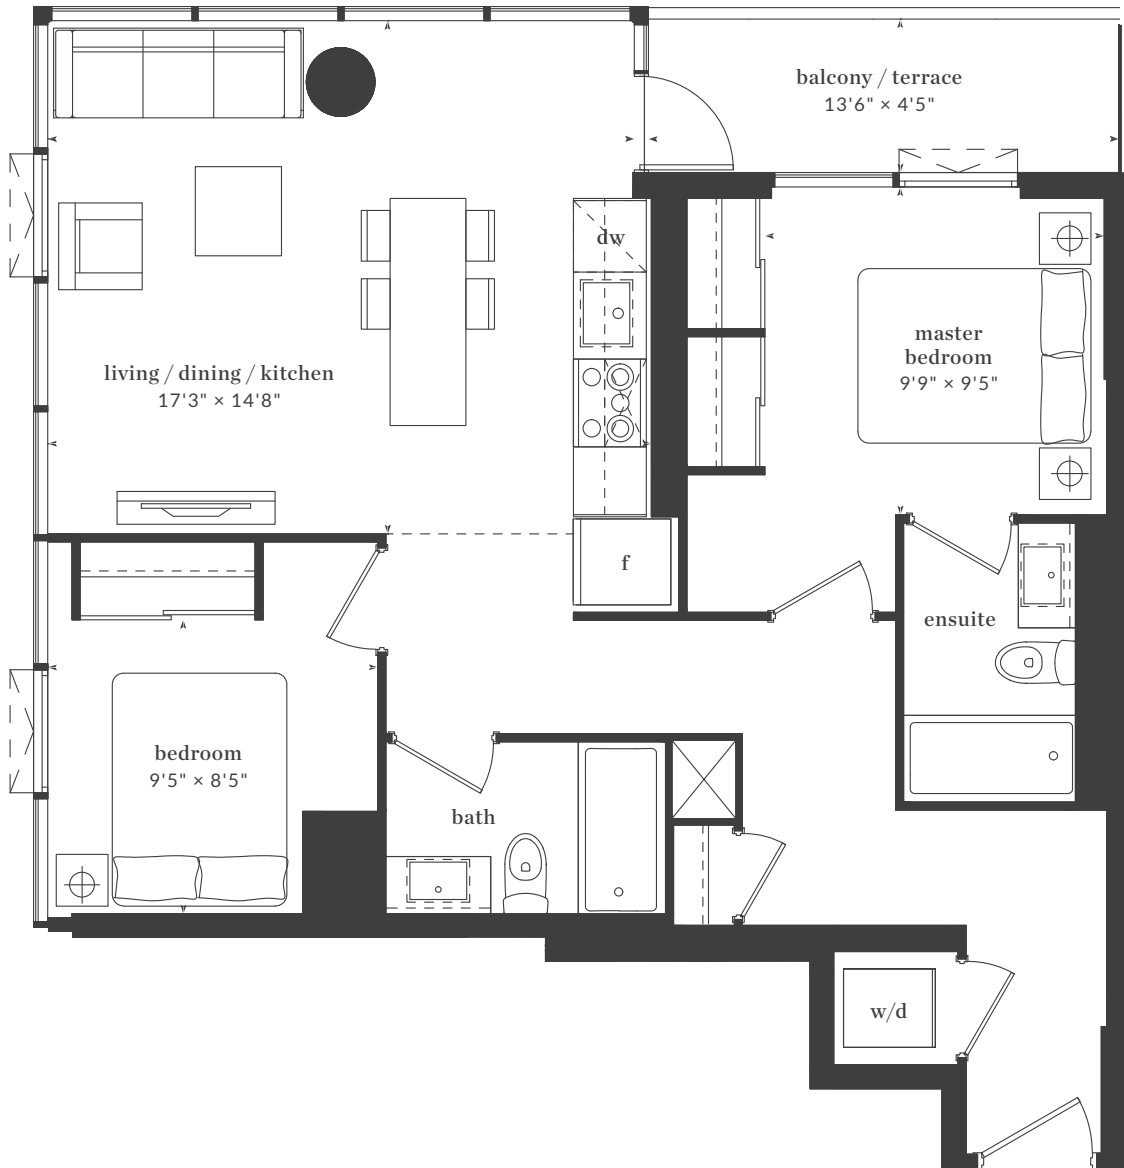 balcony / terrace
13'6" × 4'5"
dw
master
bedroom
9'9" × 9'5"
living / dining / kitchen
17'3" × 14'8"
f
ensuite
bedroom
9'5" × 8'5"
bath
w/d